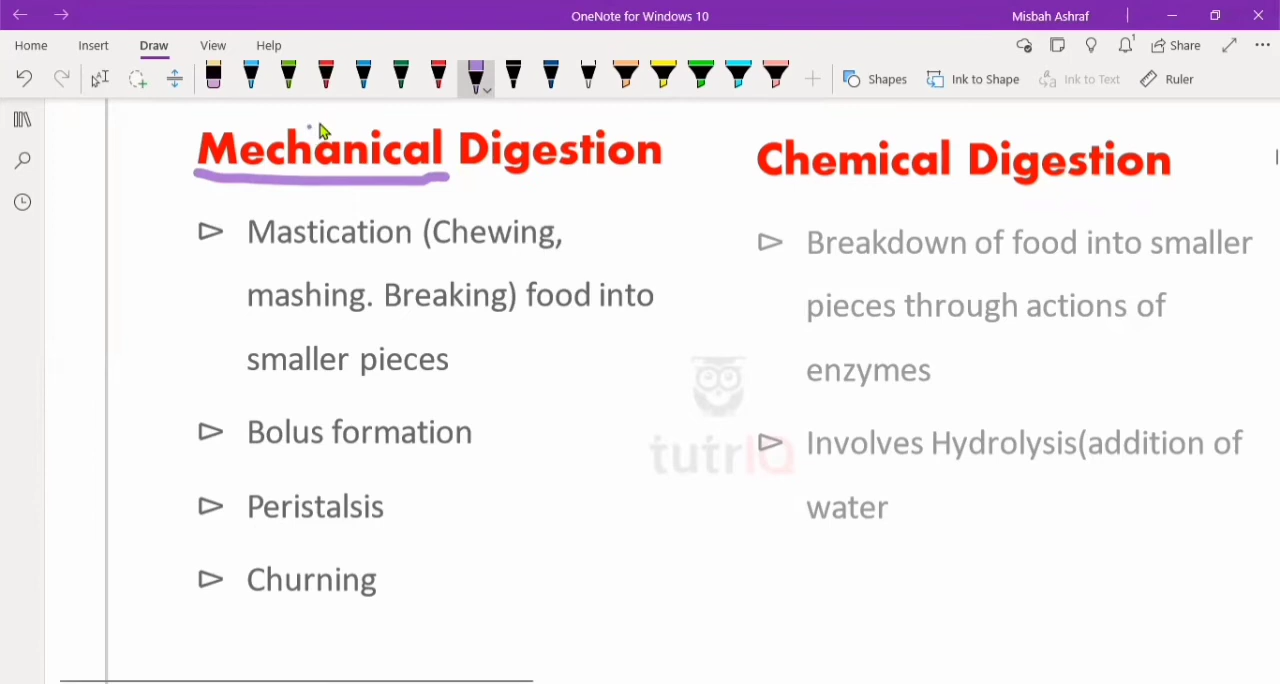 OneNote for Windows 10
Misbah Ashraf
Home Insert Draw View Help
1
Share
Shapes
Ink to Shape
Ink to Text
Ruler
Mechanical Digestion
Mastication (Chewing,
mashing. Breaking) food into
smaller pieces
Bolus formation
Peristalsis
Churning
Chemical Digestion
Breakdown of food into smaller
pieces through actions of
enzymes
Involves Hydrolysis(addition of
water
tutrIQ